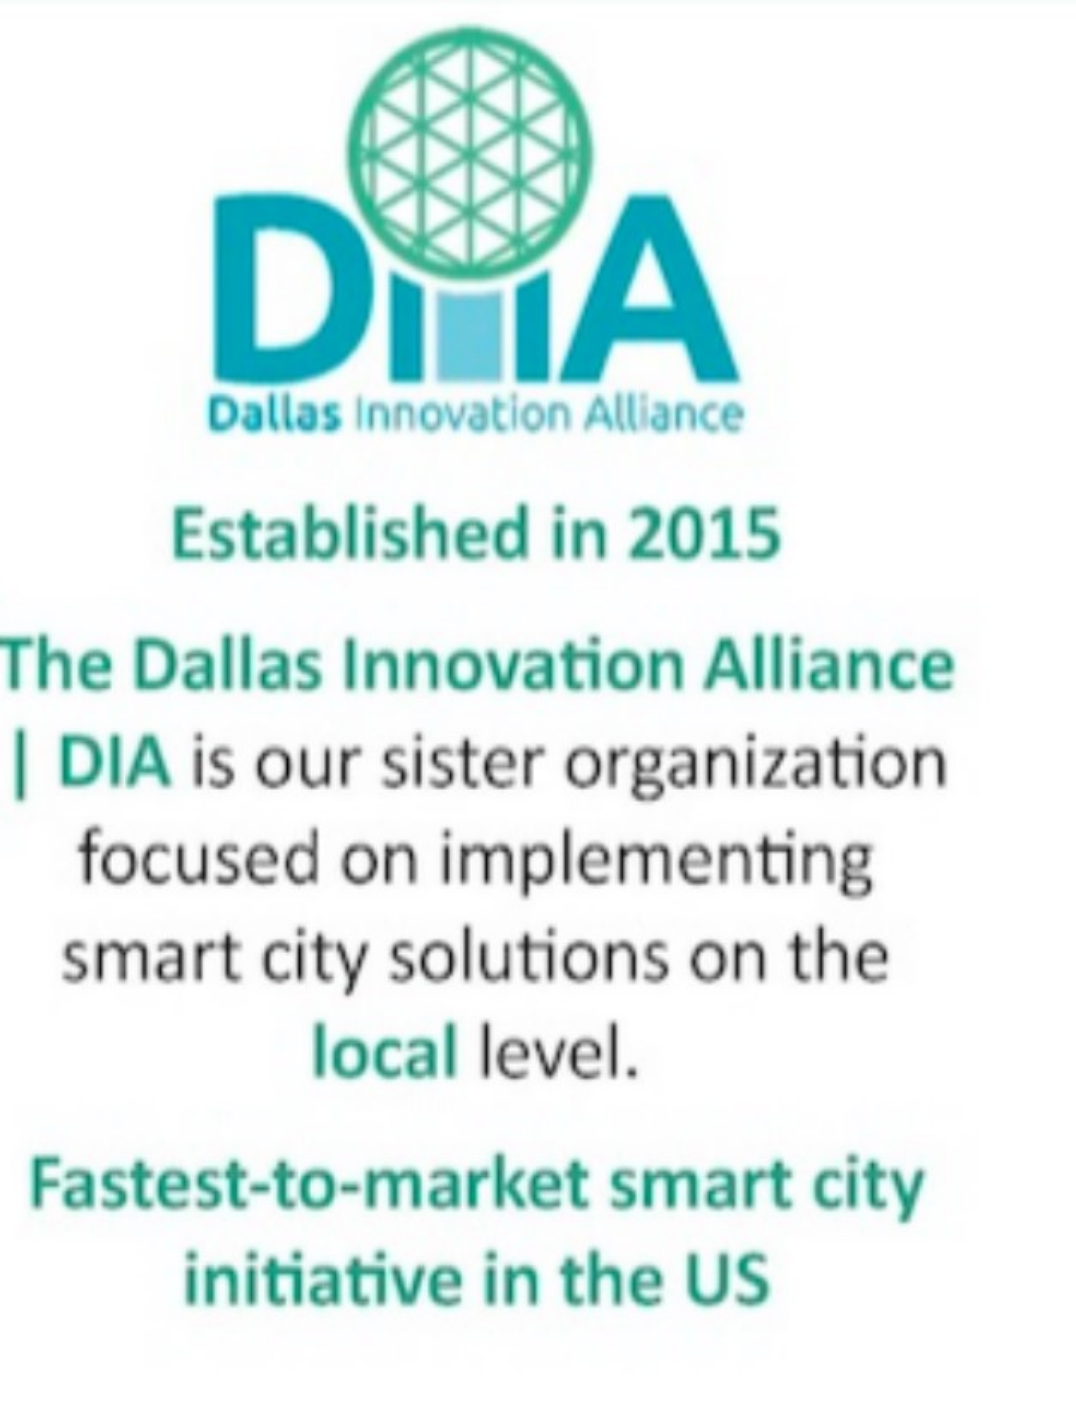 DIA
Dallas Innovation Alliance
Established in 2015
The Dallas Innovation Alliance
| DIA is our sister organization
focused on implementing
smart city solutions on the
local level.
Fastest-to-market smart city
initiative in the US